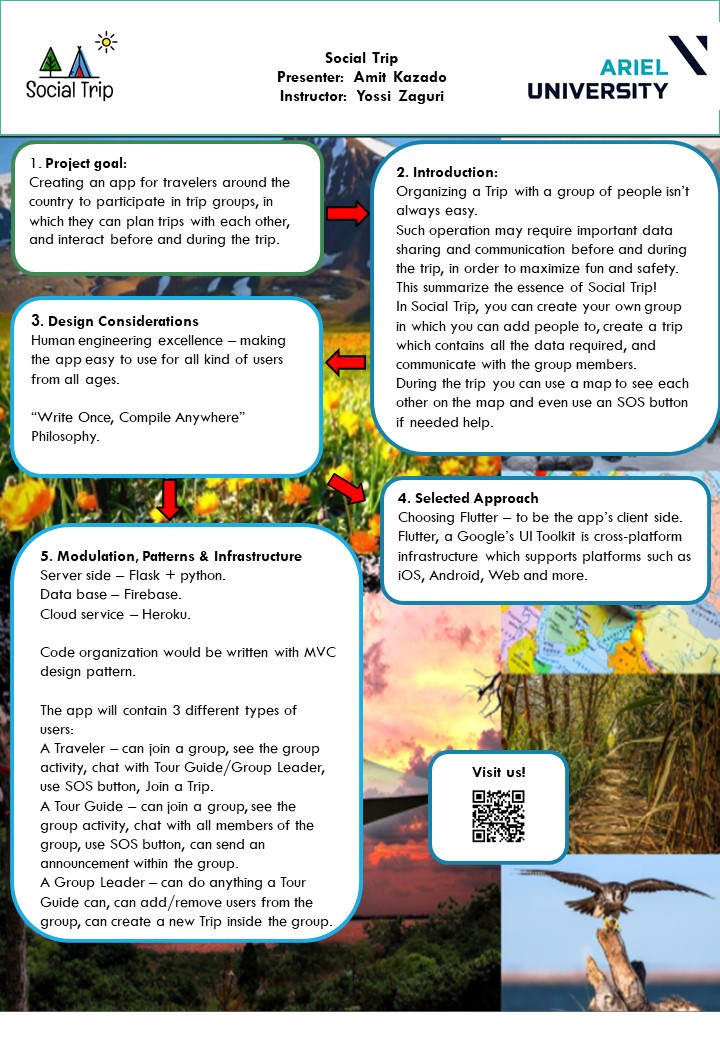 Social Trip
Social Trip
Presenter: Amit Kazado
Instructor: Yossi Zaguri
ARIEL
UNIVERSITY
1. Project goal:
Creating an app for travelers around the
country to participate in trip groups, in
which they can plan trips with each other,
and interact before and during the trip.
2. Introduction:
Organizing a Trip with a group of people isn't
always easy.
Such operation may require important data
sharing and communication before and during
the trip, in order to maximize fun and safety.
This summarize the essence of Social Trip!
In Social Trip, you can create your own group
in which you can add people to, create a trip
which contains all the data required, and
communicate with the group members.
During the trip you can use a map to see each
other on the map and even use an SOS button
if needed help.
3. Design Considerations
Human engineering excellence – making
the app easy to use for all kind of users
from all ages.
“Write Once, Compile Anywhere”
Philosophy.
4. Selected Approach
Choosing Flutter – to be the app's client side.
Flutter, a Google's UI Toolkit is cross-platform
infrastructure which supports platforms such as
iOS, Android, Web and more.
5. Modulation, Patterns & Infrastructure
Server side – Flask + python.
Data base – Firebase.
Cloud service – Heroku.
Code organization would be written with MVC
design pattern.
The app will contain 3 different types of
users:
A Traveler – can join a group, see the group
activity, chat with Tour Guide/Group Leader,
use SOS button, Join a Trip.
A Tour Guide – can join a group, see the
group activity, chat with all members of the
group, use SOS button, can send an
announcement within the group.
A Group Leader – can do anything a Tour
Guide can, can add/remove users from the
group, can create a new Trip inside the group.
Visit us!